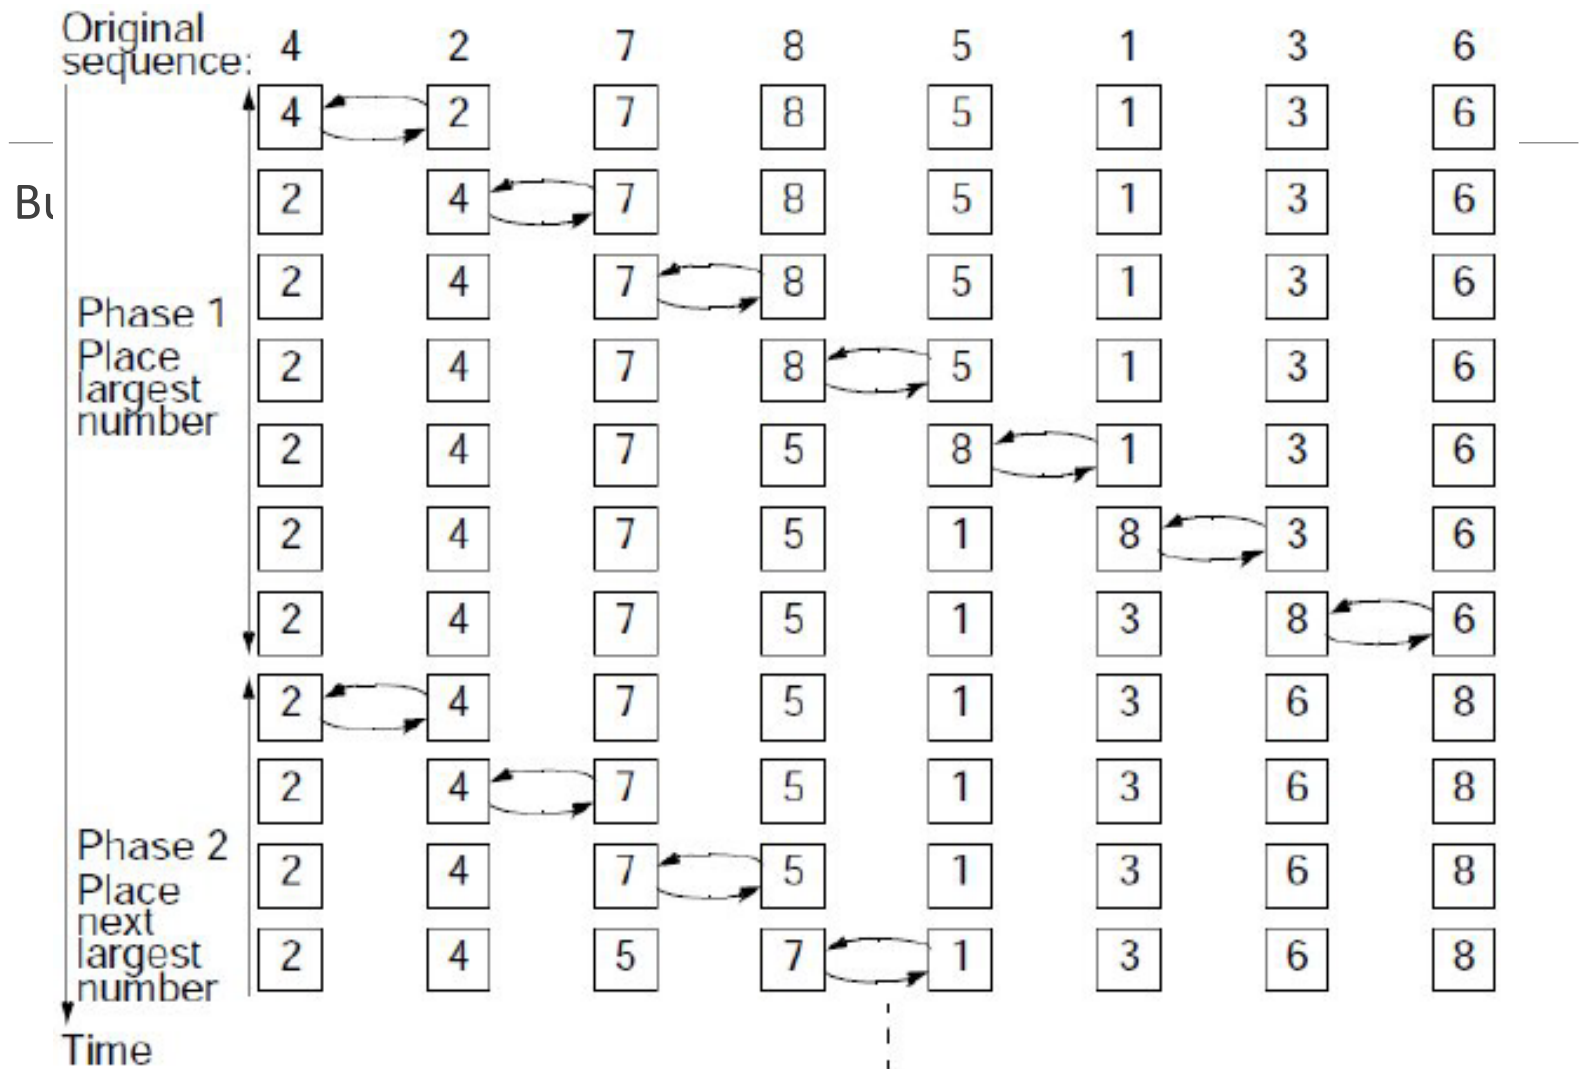 Original
sequence: 4 2 7 8 5 1 3 6
4 2 7 8 5 1 3 6
Bu
2 4 7 8 5 1 3 6
2 4 7 8 5 1 3 6
Phase 1
Place
largest
number
2 4 7 8 5 1 3 6
2 4 7 5 8 1 3 6
2 4 7 5 1 8 3 6
2 4 7 5 1 3 8 6
2 4 7 5 1 3 6 8
2 4 7 5 1 3 6 8
Phase 2
Place
next
largest
number
2 4 7 5 1 3 6 8
2 4 5 7 1 3 6 8
Time